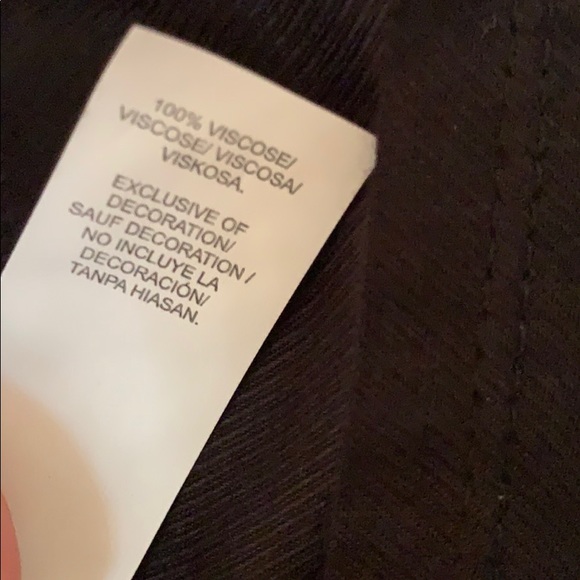 100% VISCOSE/
VISCOSE/ VISCOSA/
VISKOSA.
EXCLUSIVE OF
DECORATION/
SAUF DECORATION /
NO INCLUYE LA
DECORACIÓN/
TANPA HIASAN.